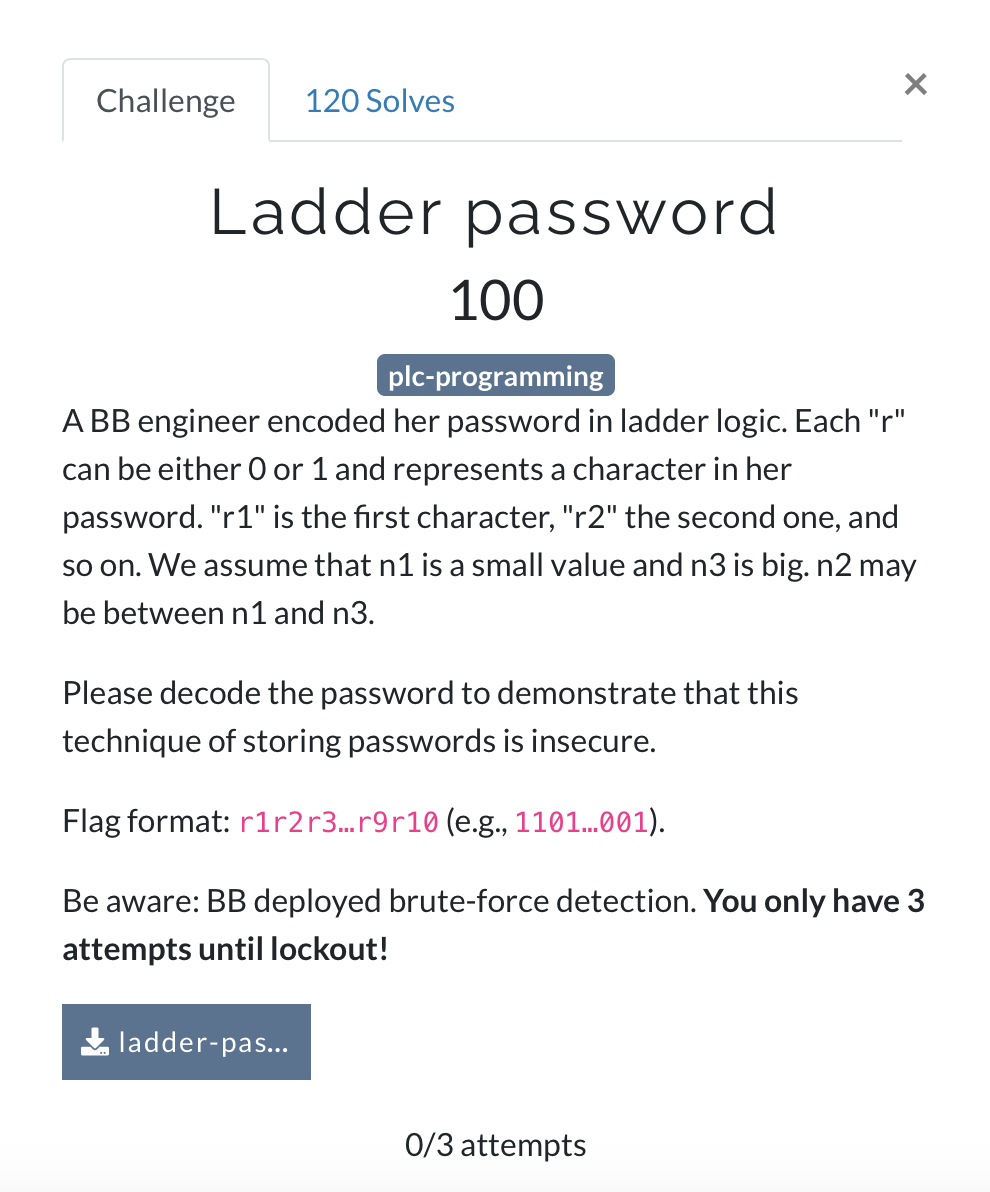 Challenge
120 Solves
×
Ladder password
100
plc-programming
A BB engineer encoded her password in ladder logic. Each "r"
can be either 0 or 1 and represents a character in her
password. "r1" is the first character, "r2" the second one, and
so on. We assume that n1 is a small value and n3 is big. n2 may
be between n1 and n3.
Please decode the password to demonstrate that this
technique of storing passwords is insecure.
Flag format: r1r2r3…r9r10 (e.g., 1101…001).
Be aware: BB deployed brute-force detection. You only have 3
attempts until lockout!
ladder-pas...
0/3 attempts